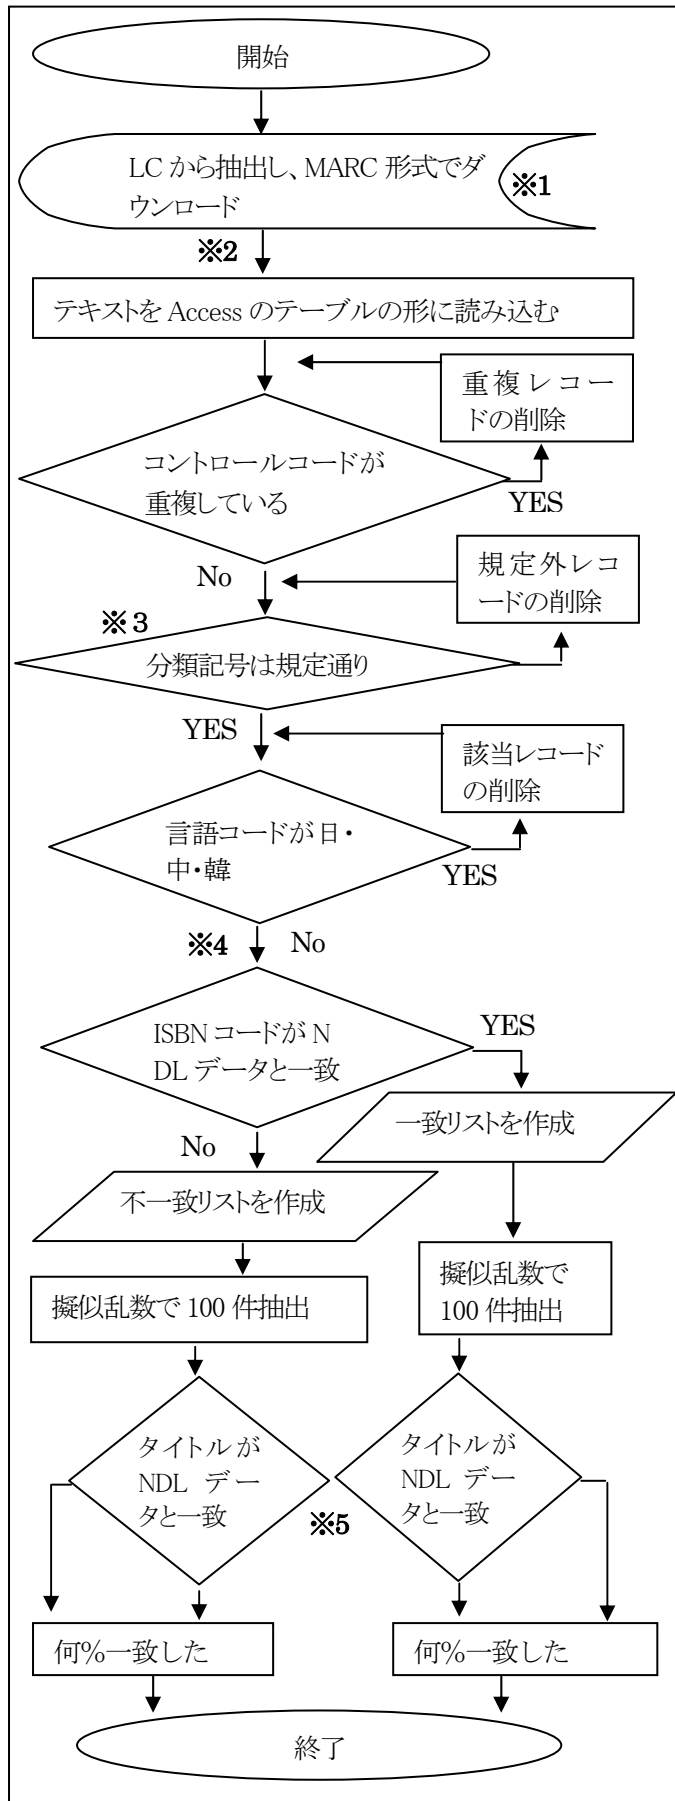 開始
LC から抽出し、MARC 形式でダ
ウンロード
※1
※2
テキストを Access のテーブルの形に読み込む
重複レコー
ドの削除
コントロールコードが
重複している
YES
No
規定外レコ
ードの削除
※3
分類記号は規定通り
YES
該当レコード
の削除
言語コードが日・
中・韓
YES
※4
No
ISBN コードが N
DL データと一致
YES
一致リストを作成
No
不一致リストを作成
擬似乱数で
100 件抽出
擬似乱数で 100 件抽出
タイトルが
NDL デー
タと一致
※5
タイトルが
NDL デー
タと一致
何%一致した
何%一致した
終了